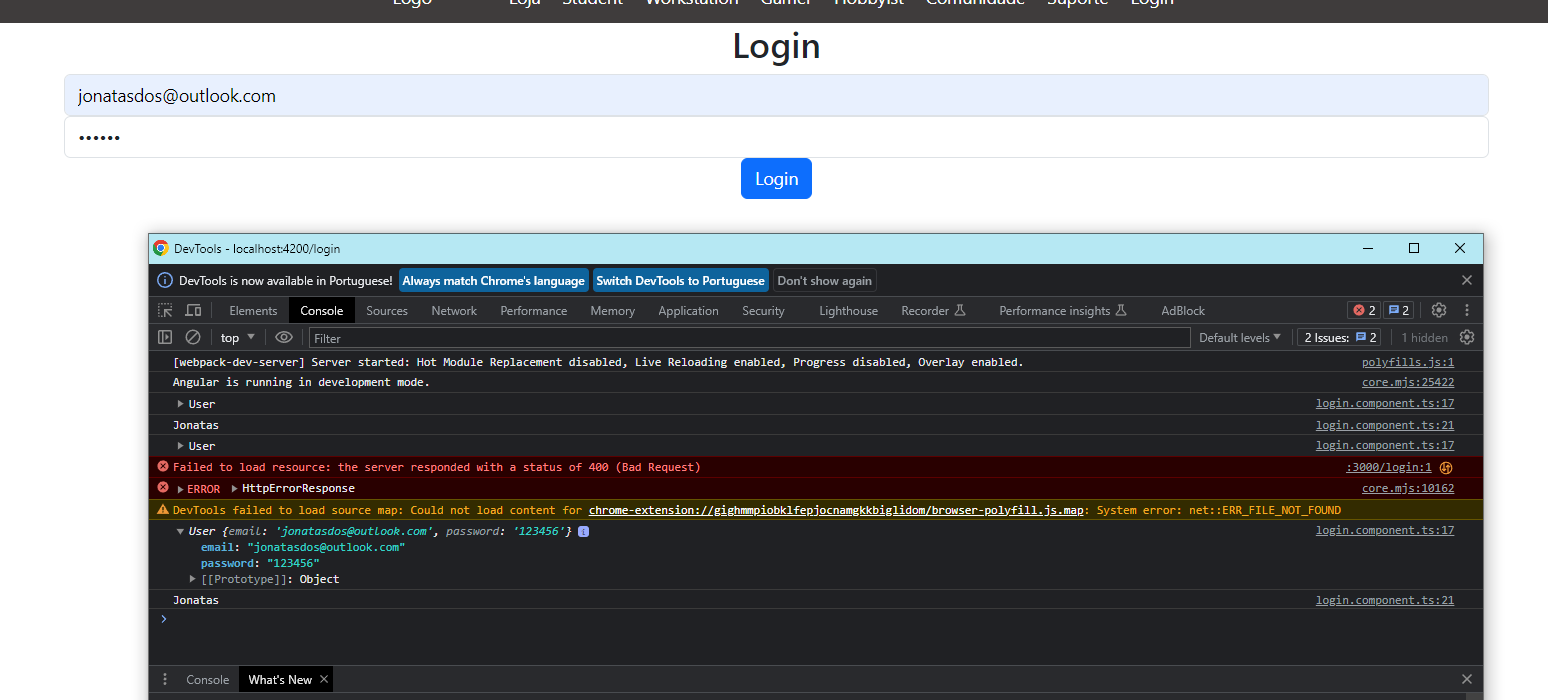 Logo Loja Student Workstation Gamer Hobbyist Comunidade Suporte Login
Login
jonatasdos@outlook.com
••••••
Login
DevTools - localhost:4200/login
DevTools is now available in Portuguese! Always match Chrome's language Switch DevTools to Portuguese Don't show again
Elements Console Sources Network Performance Memory Application Security Lighthouse Recorder Performance insights AdBlock 2 2
top Filter Default levels 2 Issues: 2 1 hidden
[webpack-dev-server] Server started: Hot Module Replacement disabled, Live Reloading enabled, Progress disabled, Overlay enabled. polyfills.js:1
Angular is running in development mode. core.mjs:25422
User login.component.ts:17
Jonatas login.component.ts:21
User login.component.ts:17
Failed to load resource: the server responded with a status of 400 (Bad Request) :3000/login:1
ERROR HttpErrorResponse core.mjs:10162
DevTools failed to load source map: Could not load content for chrome-extension://gighmmpiobklfepjocnamgkkbiglidom/browser-polyfill.js.map: System error: net::ERR_FILE_NOT_FOUND
User {email: 'jonatasdos@outlook.com', password: '123456'} login.component.ts:17
email: "jonatasdos@outlook.com"
password: "123456"
[[Prototype]]: Object
Jonatas login.component.ts:21
Console What's New